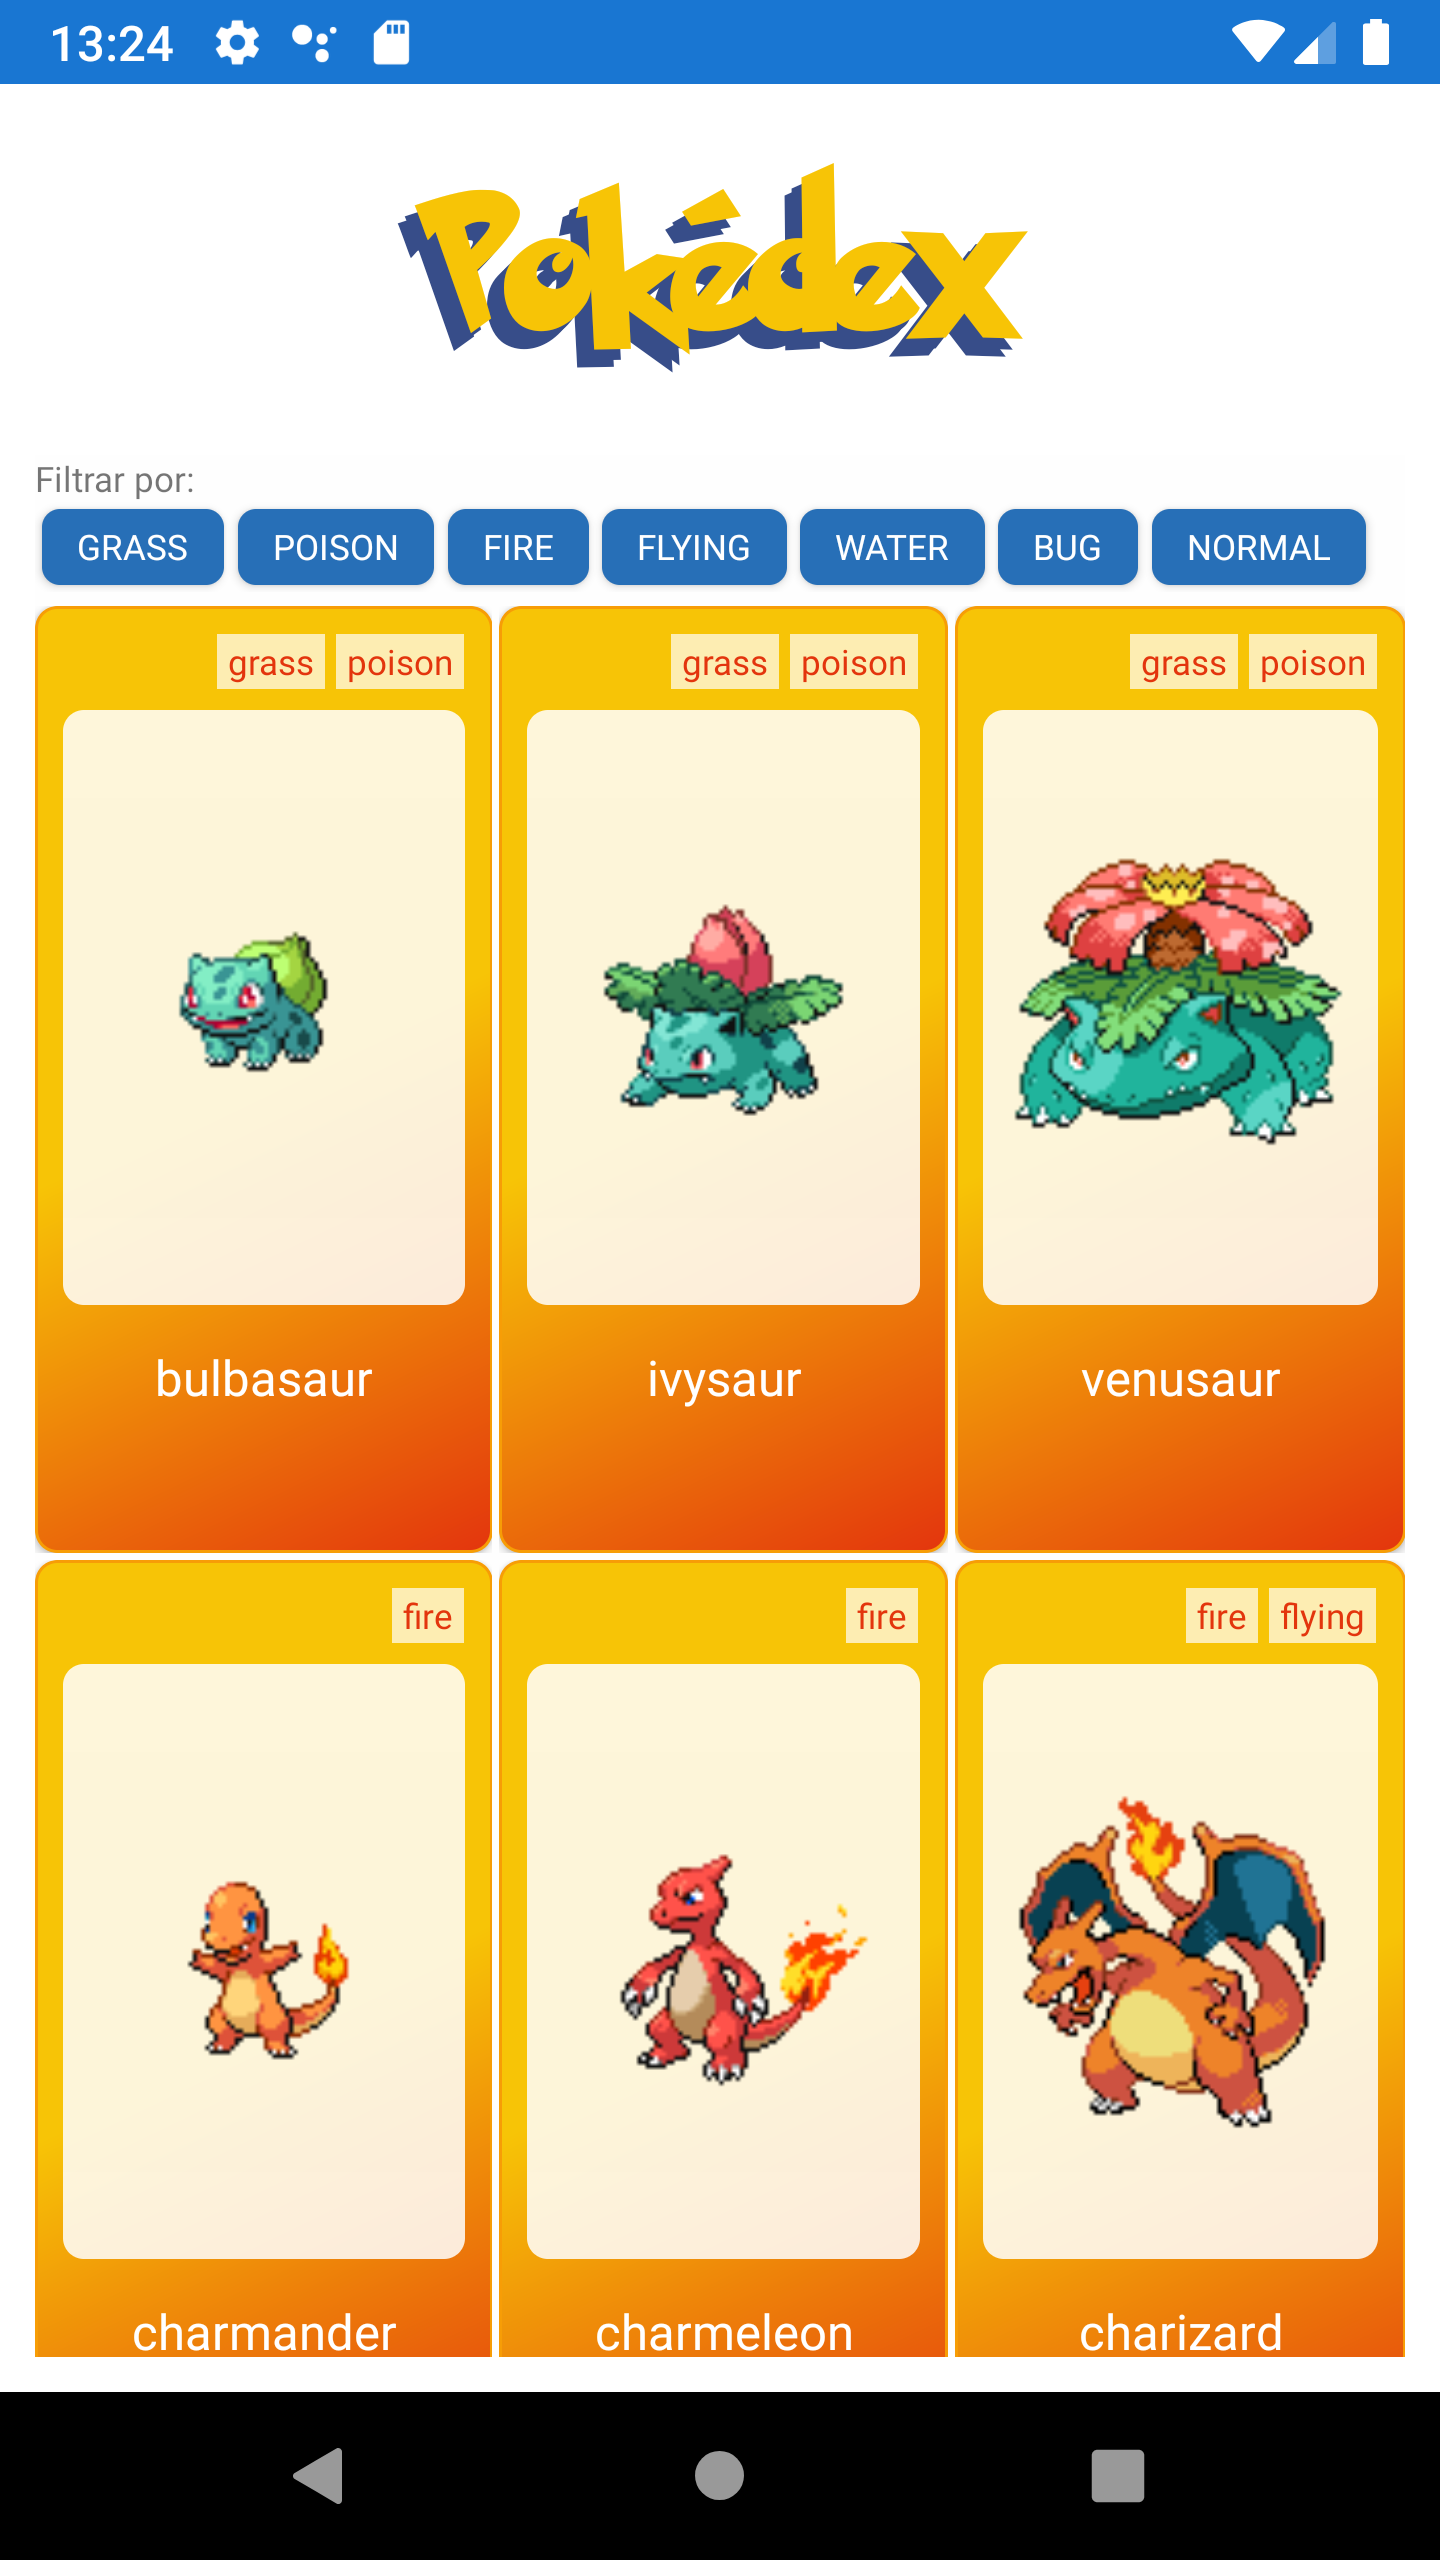 13:24
Pokédex
Filtrar por:
GRASS POISON FIRE FLYING WATER BUG NORMAL
grass poison grass poison grass poison
bulbasaur ivysaur venusaur
fire fire fire flying
charmander charmeleon charizard